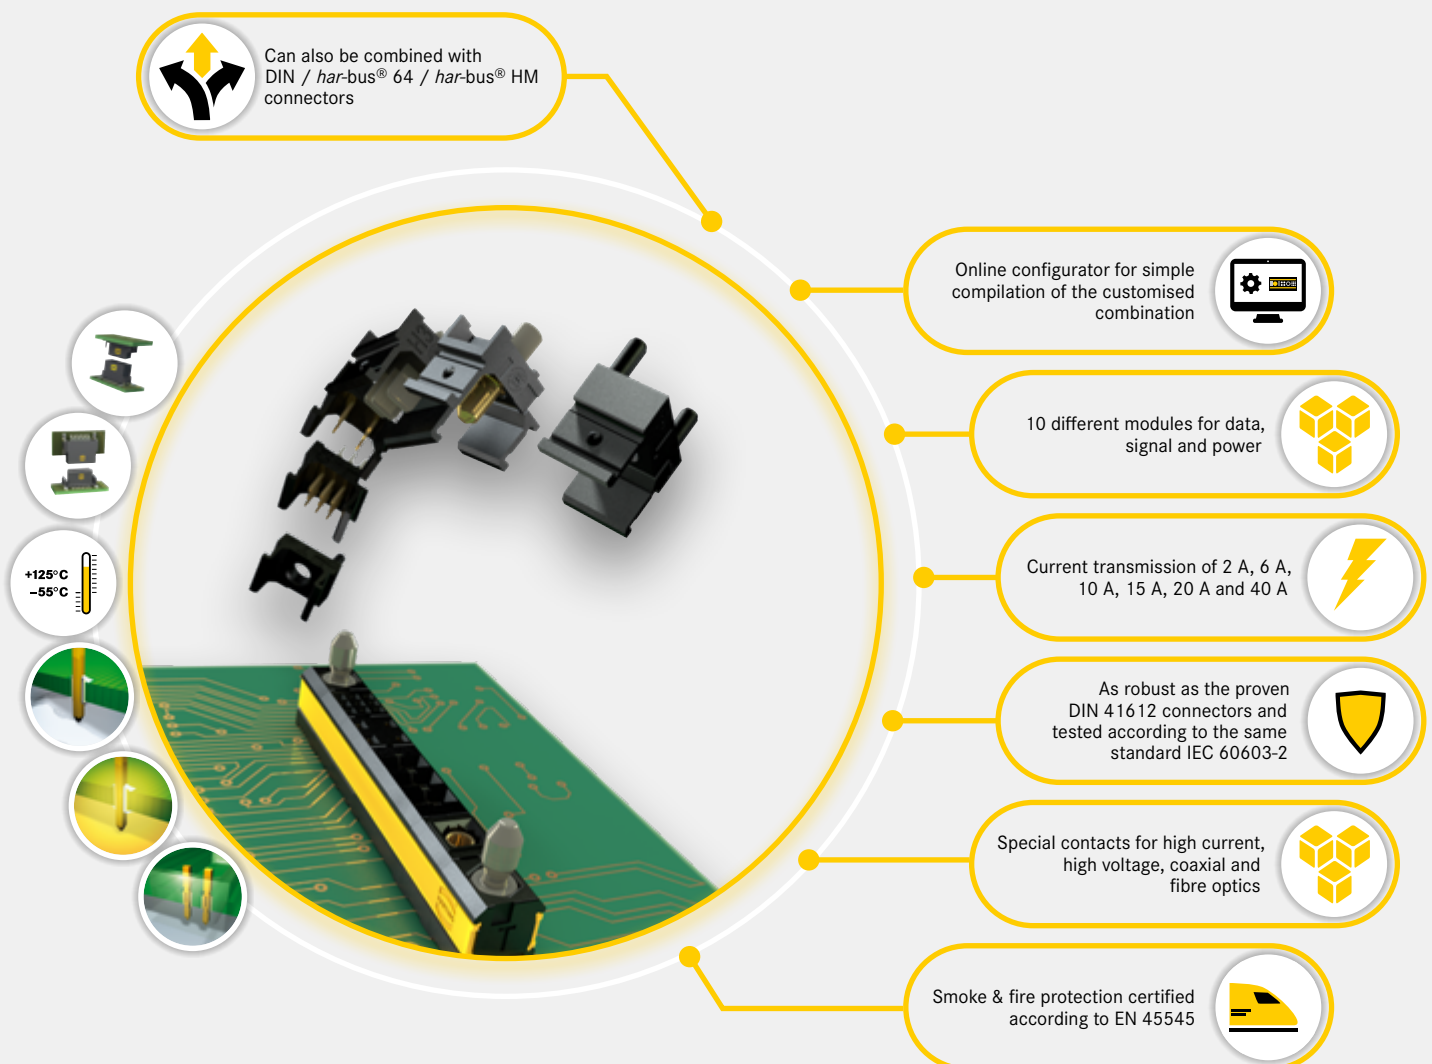 Can also be combined with
DIN / har-bus® 64 / har-bus® HM
connectors
Online configurator for simple
compilation of the customised
combination
10 different modules for data,
signal and power
+125°C
−55°C
Current transmission of 2 A, 6 A,
10 A, 15 A, 20 A and 40 A
As robust as the proven
DIN 41612 connectors and
tested according to the same
standard IEC 60603-2
Special contacts for high current,
high voltage, coaxial and
fibre optics
Smoke & fire protection certified
according to EN 45545